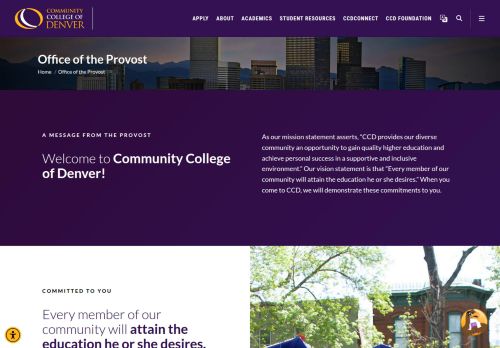 COMMUNITY
COLLEGE OF
DENVER
APPLY ABOUT ACADEMICS STUDENT RESOURCES CCDCONNECT CCD FOUNDATION
Office of the Provost
Home / Office of the Provost
A MESSAGE FROM THE PROVOST
Welcome to Community College
of Denver!
As our mission statement asserts, "CCD provides our diverse
community an opportunity to gain quality higher education and
achieve personal success in a supportive and inclusive
environment." Our vision statement is that "Every member of our
community will attain the education he or she desires." When you
come to CCD, we will demonstrate these commitments to you.
COMMITTED TO YOU
Every member of our
community will attain the
education he or she desires.